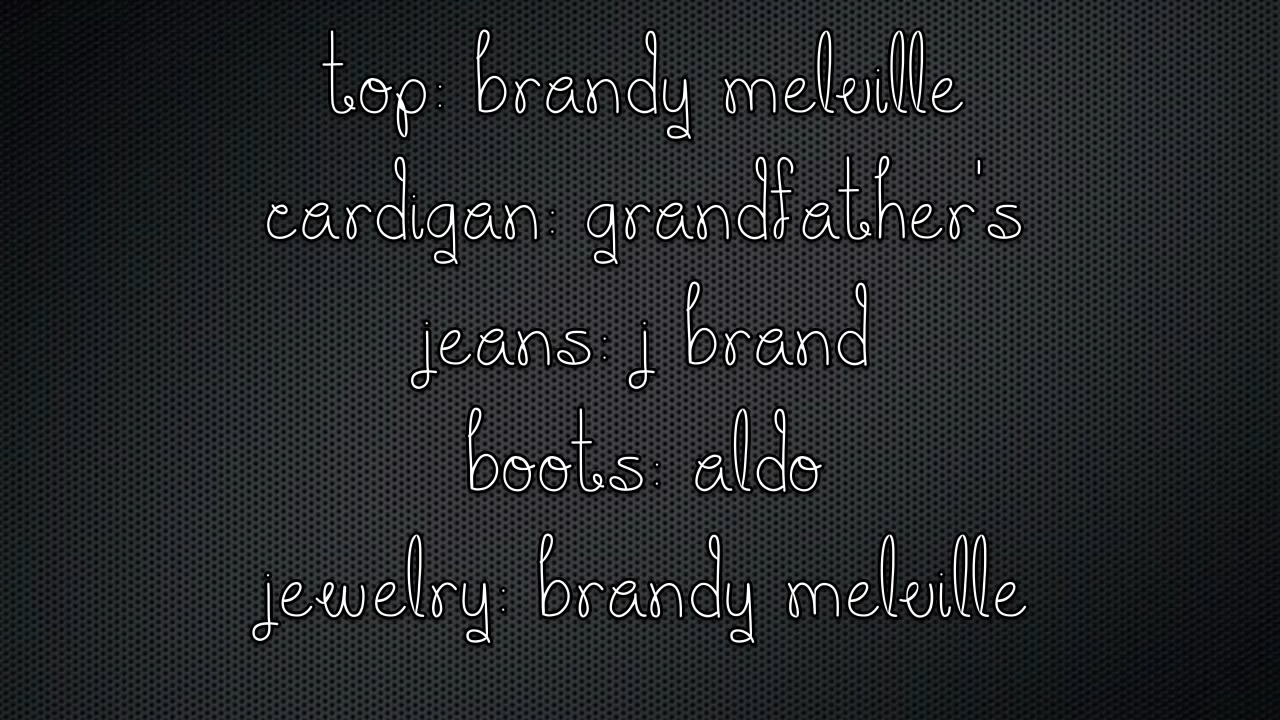 top: brandy melville
cardigan: grandfather's
jeans: j brand
boots: aldo
jewelry: brandy melville